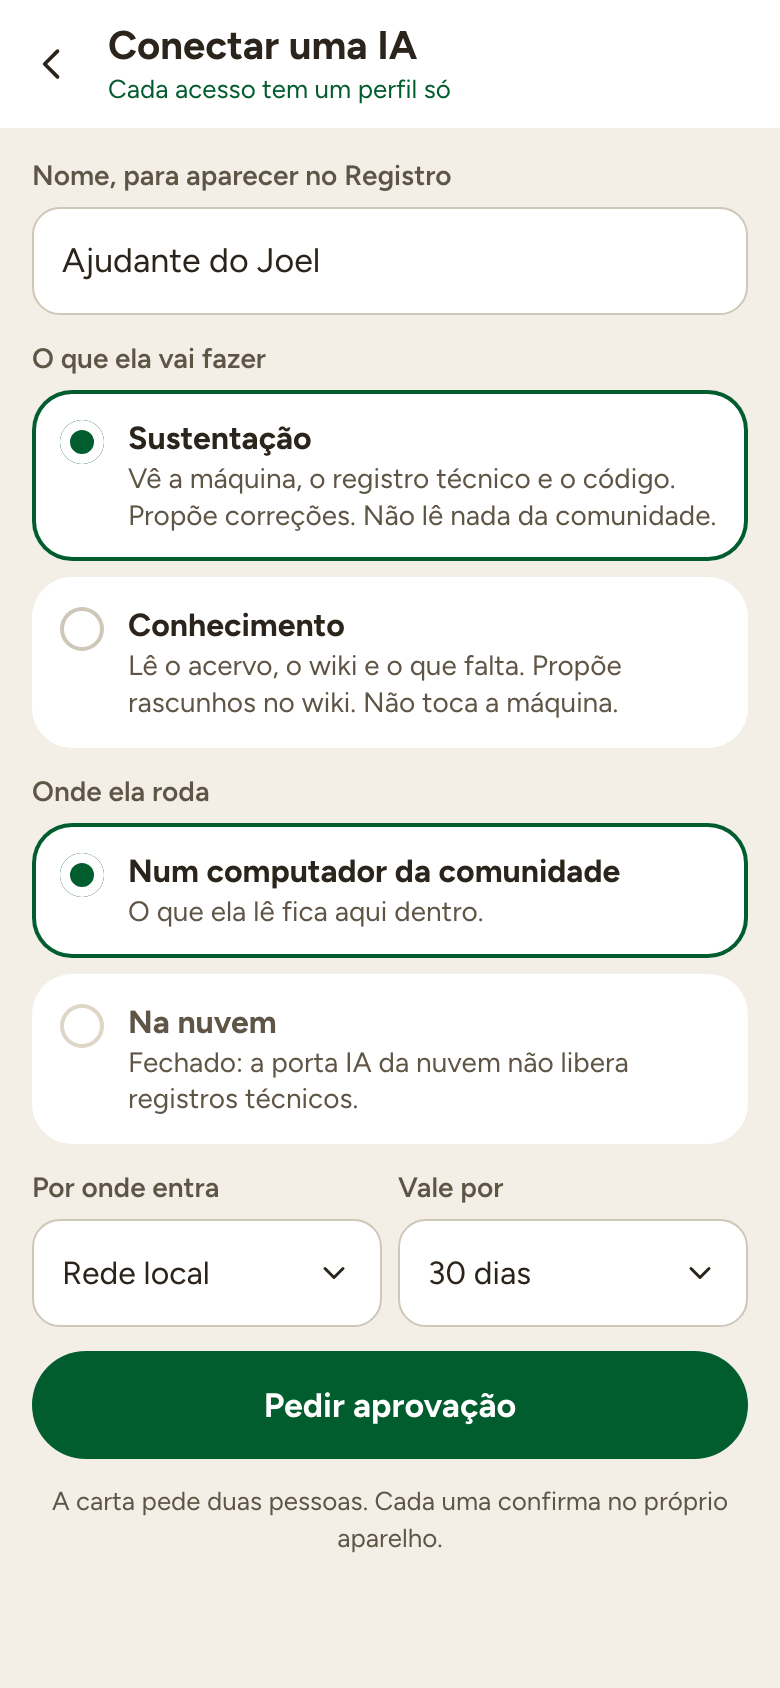 Conectar uma IA
Cada acesso tem um perfil só
Nome, para aparecer no Registro
Ajudante do Joel
O que ela vai fazer
Sustentação
Vê a máquina, o registro técnico e o código.
Propõe correções. Não lê nada da comunidade.
Conhecimento
Lê o acervo, o wiki e o que falta. Propõe
rascunhos no wiki. Não toca a máquina.
Onde ela roda
Num computador da comunidade
O que ela lê fica aqui dentro.
Na nuvem
Fechado: a porta IA da nuvem não libera
registros técnicos.
Por onde entra
Rede local
Vale por
30 dias
Pedir aprovação
A carta pede duas pessoas. Cada uma confirma no próprio
aparelho.